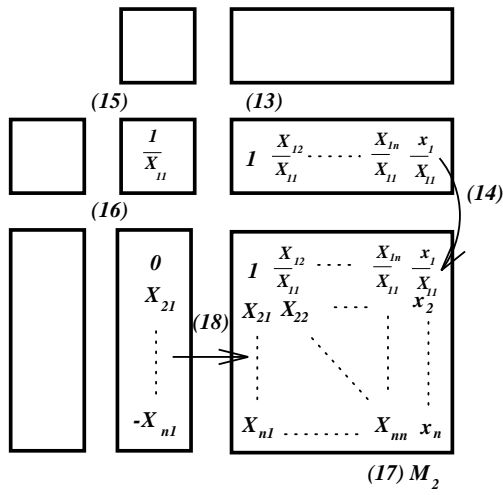 (15) (13)
1/X11 1 X12/X11 ........ X1n/X11 x1/X11
(14)
(16)
0 1 X12/X11 .... X1n/X11 x1/X11
X21 (18) X21 X22 x2
-Xn1 Xn1 Xnn xn
(17) M2